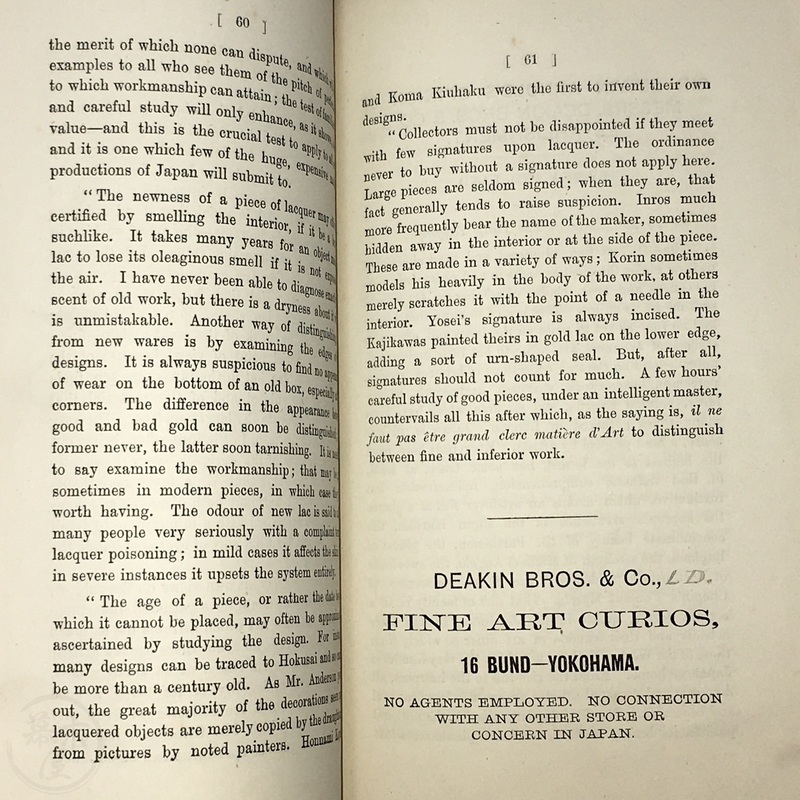 [ 60 ]
the merit of which none can dispute, and
examples to all who see them of the pitch of
to which workmanship can attain; the test of
and careful study will only enhance, as it
value—and this is the crucial test to apply to
and it is one which few of the huge, expensive
productions of Japan will submit to.
"The newness of a piece of lacquer may
certified by smelling the interior, if it be a
suchlike. It takes many years for an object
lac to lose its oleaginous smell if it is not
the air. I have never been able to diagnose
scent of old work, but there is a dryness about
is unmistakable. Another way of distinguishing
from new wares is by examining the edges
designs. It is always suspicious to find no
of wear on the bottom of an old box, especially
corners. The difference in the appearance
good and bad gold can soon be distinguished
former never, the latter soon tarnishing. It is
to say examine the workmanship; that may
sometimes in modern pieces, in which case
worth having. The odour of new lac is said
many people very seriously with a complaint
lacquer poisoning; in mild cases it affects the
in severe instances it upsets the system entirely.
"The age of a piece, or rather the date
which it cannot be placed, may often be
ascertained by studying the design. For
many designs can be traced to Hokusai and
be more than a century old. As Mr. Anderson
out, the great majority of the decorations
lacquered objects are merely copied by the
from pictures by noted painters. Honnami
[ 61 ]
and Koma Kiuhaku were the first to invent their own
designs.
"Collectors must not be disappointed if they meet
with few signatures upon lacquer. The ordinance
never to buy without a signature does not apply here.
Large pieces are seldom signed; when they are, that
fact generally tends to raise suspicion. Inros much
more frequently bear the name of the maker, sometimes
hidden away in the interior or at the side of the piece.
These are made in a variety of ways; Korin sometimes
models his heavily in the body of the work, at others
merely scratches it with the point of a needle in the
interior. Yosei's signature is always incised. The
Kajikawas painted theirs in gold lac on the lower edge,
adding a sort of urn-shaped seal. But, after all,
signatures should not count for much. A few hours'
careful study of good pieces, under an intelligent master,
countervails all this after which, as the saying is, il ne
faut pas être grand clerc matière d'Art to distinguish
between fine and inferior work.
DEAKIN BROS. & Co., LD.
FINE ART CURIOS,
16 BUND—YOKOHAMA.
NO AGENTS EMPLOYED. NO CONNECTION
WITH ANY OTHER STORE OR
CONCERN IN JAPAN.